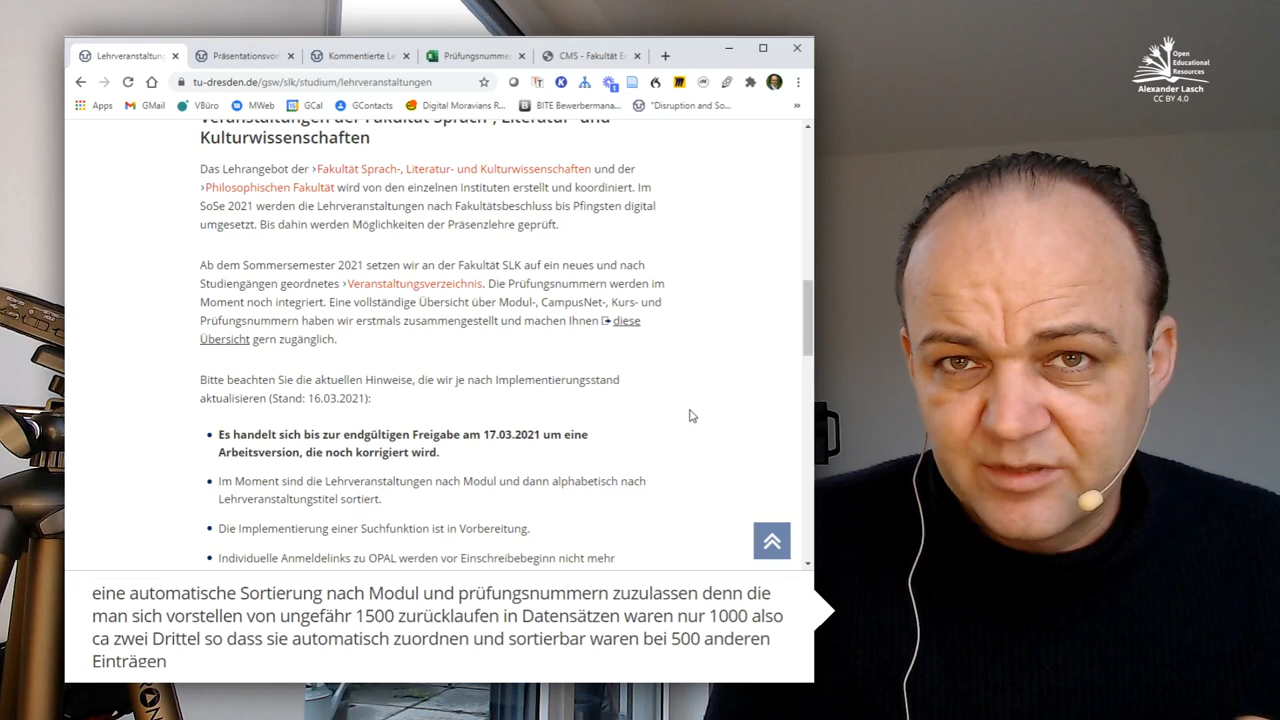 Lehrveranstaltun
Präsentationsvor
Kommentierte Le
Prüfungsnumme
CMS - Fakultät E
tu-dresden.de/gsw/slk/studium/lehrveranstaltungen
Apps
GMail
VBüro
MWeb
GCal
GContacts
Digital Moravians R...
BITE Bewerbermana...
"Disruption and So...
Veranstaltungen der Fakultät Sprach-, Literatur- und
Kulturwissenschaften
Das Lehrangebot der ›Fakultät Sprach-, Literatur- und Kulturwissenschaften und der
›Philosophischen Fakultät wird von den einzelnen Instituten erstellt und koordiniert. Im
SoSe 2021 werden die Lehrveranstaltungen nach Fakultätsbeschluss bis Pfingsten digital
umgesetzt. Bis dahin werden Möglichkeiten der Präsenzlehre geprüft.
Ab dem Sommersemester 2021 setzen wir an der Fakultät SLK auf ein neues und nach
Studiengängen geordnetes ›Veranstaltungsverzeichnis. Die Prüfungsnummern werden im
Moment noch integriert. Eine vollständige Übersicht über Modul-, CampusNet-, Kurs- und
Prüfungsnummern haben wir erstmals zusammengestellt und machen Ihnen diese
Übersicht gern zugänglich.
Bitte beachten Sie die aktuellen Hinweise, die wir je nach Implementierungsstand
aktualisieren (Stand: 16.03.2021):
• Es handelt sich bis zur endgültigen Freigabe am 17.03.2021 um eine
Arbeitsversion, die noch korrigiert wird.
• Im Moment sind die Lehrveranstaltungen nach Modul und dann alphabetisch nach
Lehrveranstaltungstitel sortiert.
• Die Implementierung einer Suchfunktion ist in Vorbereitung.
• Individuelle Anmeldelinks zu OPAL werden vor Einschreibebeginn nicht mehr
eine automatische Sortierung nach Modul und prüfungsnummern zuzulassen denn die
man sich vorstellen von ungefähr 1500 zurücklaufen in Datensätzen waren nur 1000 also
ca zwei Drittel so dass sie automatisch zuordnen und sortierbar waren bei 500 anderen
Einträgen
Open
Educational
Resources
Alexander Lasch
CC BY 4.0